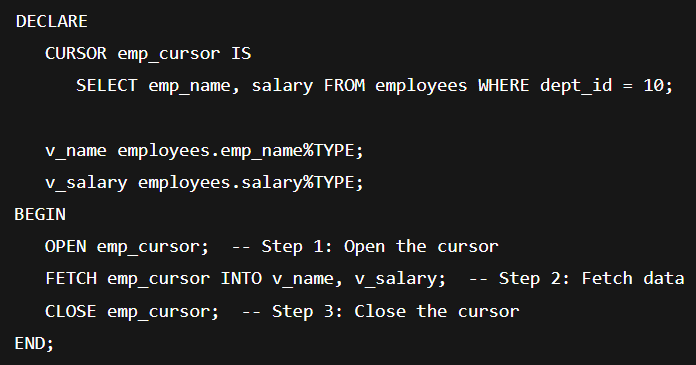 DECLARE
CURSOR emp_cursor IS
SELECT emp_name, salary FROM employees WHERE dept_id = 10;
v_name employees.emp_name%TYPE;
v_salary employees.salary%TYPE;
BEGIN
OPEN emp_cursor;  -- Step 1: Open the cursor
FETCH emp_cursor INTO v_name, v_salary;  -- Step 2: Fetch data
CLOSE emp_cursor;  -- Step 3: Close the cursor
END;